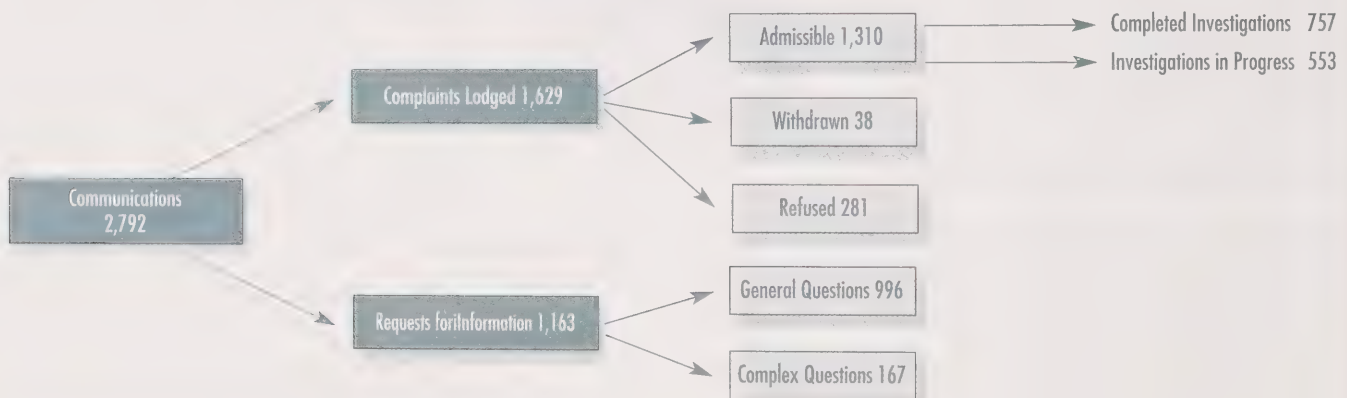 Communications
2,792
Complaints Lodged 1,629
Requests foriInformation 1,163
Admissible 1,310
Withdrawn 38
Refused 281
General Questions 996
Complex Questions 167
Completed Investigations 757
Investigations in Progress 553